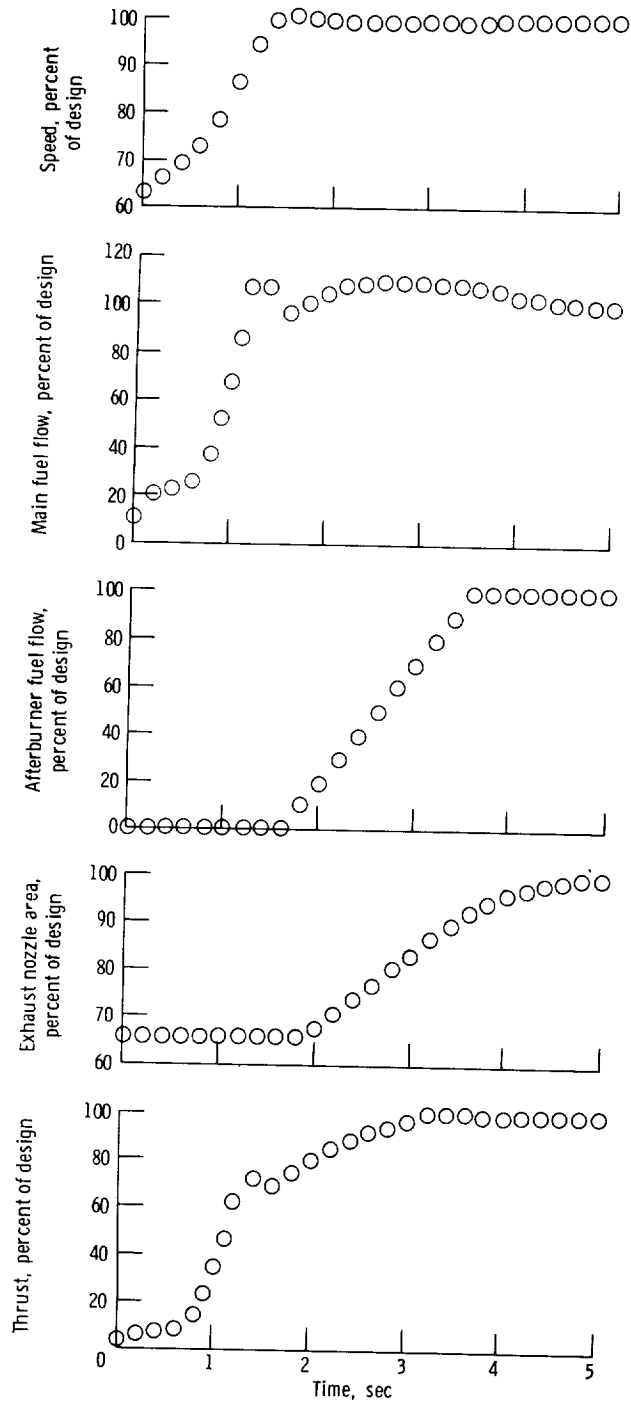 100
90
80
70
60
Speed, percent
of design
120
100
80
60
40
20
0
Main fuel flow, percent of design
100
80
60
40
20
0
Afterburner fuel flow,
percent of design
100
90
80
70
60
Exhaust nozzle area,
percent of design
100
80
60
40
20
0
Thrust, percent of design
1 2 3 4 5
Time, sec